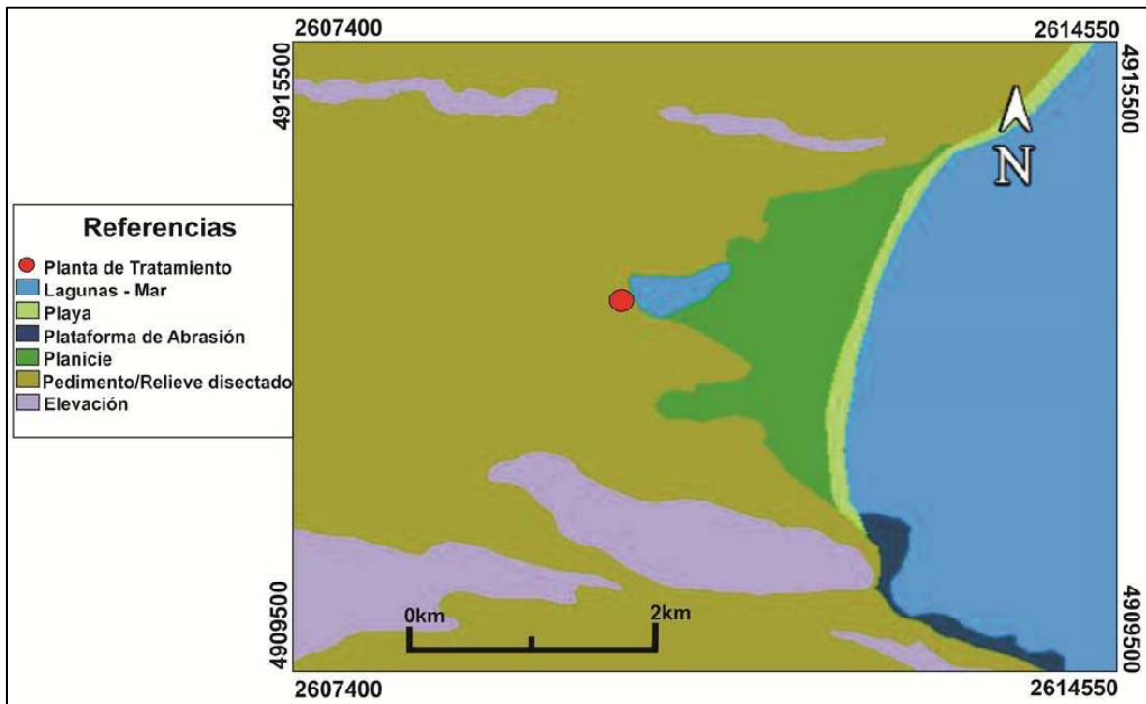 2607400
2614550
4915500
4915500
N
Referencias
Planta de Tratamiento
Lagunas - Mar
Playa
Plataforma de Abrasión
Planicie
Pedimento/Relieve disectado
Elevación
0km
2km
4909500
4909500
2607400
2614550